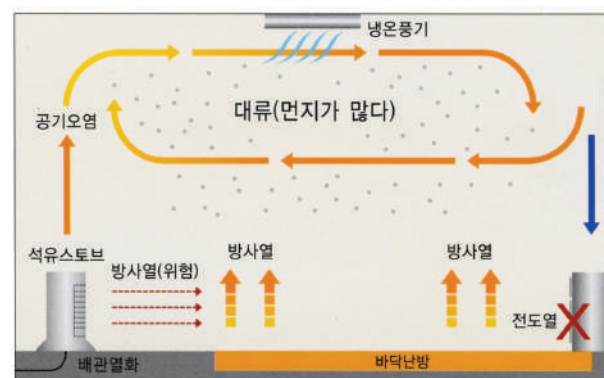 냉온풍기
대류(먼지가 많다)
공기오염
석유스토브
방사열(위험)
방사열
방사열
전도열
배관열화
바닥난방